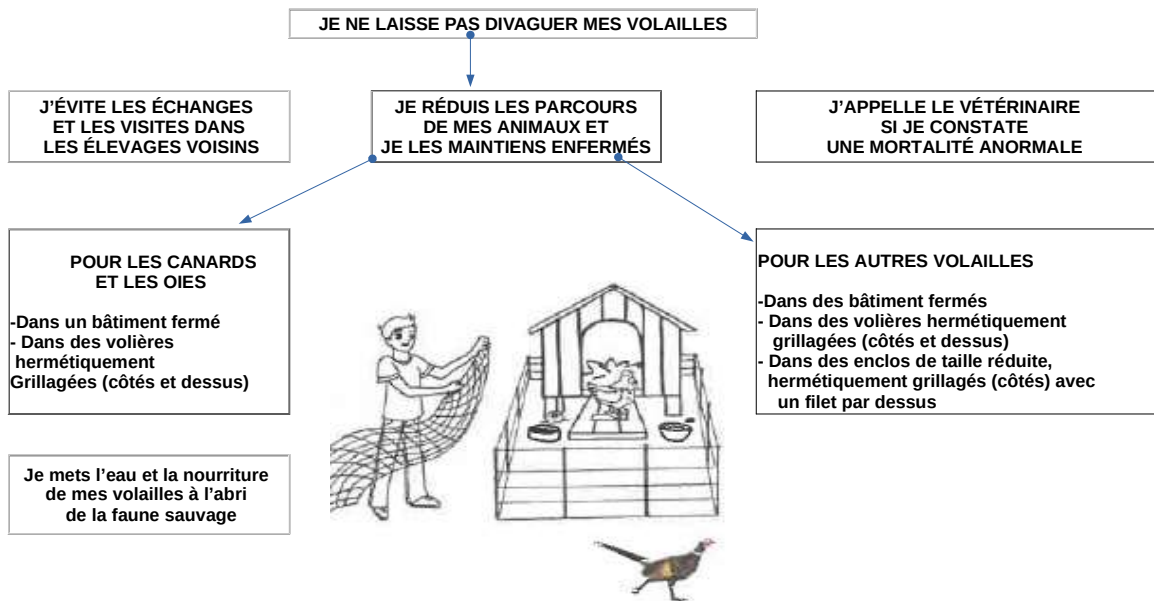 JE NE LAISSE PAS DIVAGUER MES VOLAILLES
J’ÉVITE LES ÉCHANGES
ET LES VISITES DANS
LES ÉLEVAGES VOISINS
JE RÉDUIS LES PARCOURS
DE MES ANIMAUX ET
JE LES MAINTIENS ENFERMÉS
J’APPELLE LE VÉTÉRINAIRE
SI JE CONSTATE
UNE MORTALITÉ ANORMALE
POUR LES CANARDS
ET LES OIES
-Dans un bâtiment fermé
- Dans des volières
hermétiquement
Grillagées (côtés et dessus)
POUR LES AUTRES VOLAILLES
-Dans des bâtiment fermés
- Dans des volières hermétiquement
grillagées (côtés et dessus)
- Dans des enclos de taille réduite,
hermétiquement grillagés (côtés) avec
un filet par dessus
Je mets l’eau et la nourriture
de mes volailles à l’abri
de la faune sauvage